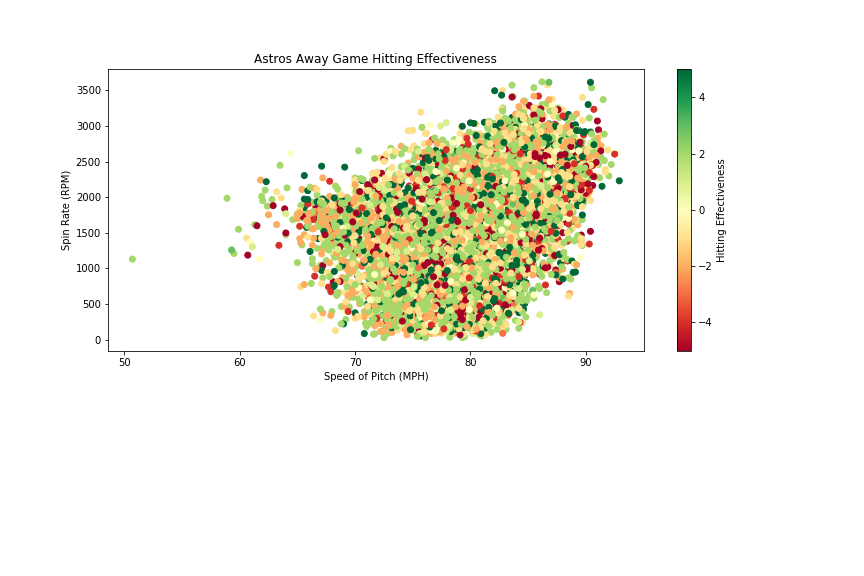 Astros Away Game Hitting Effectiveness
3500
3000
2500
2000
1500
1000
500
0
Spin Rate (RPM)
50 60 70 80 90
Speed of Pitch (MPH)
4
2
0
−2
−4
Hitting Effectiveness